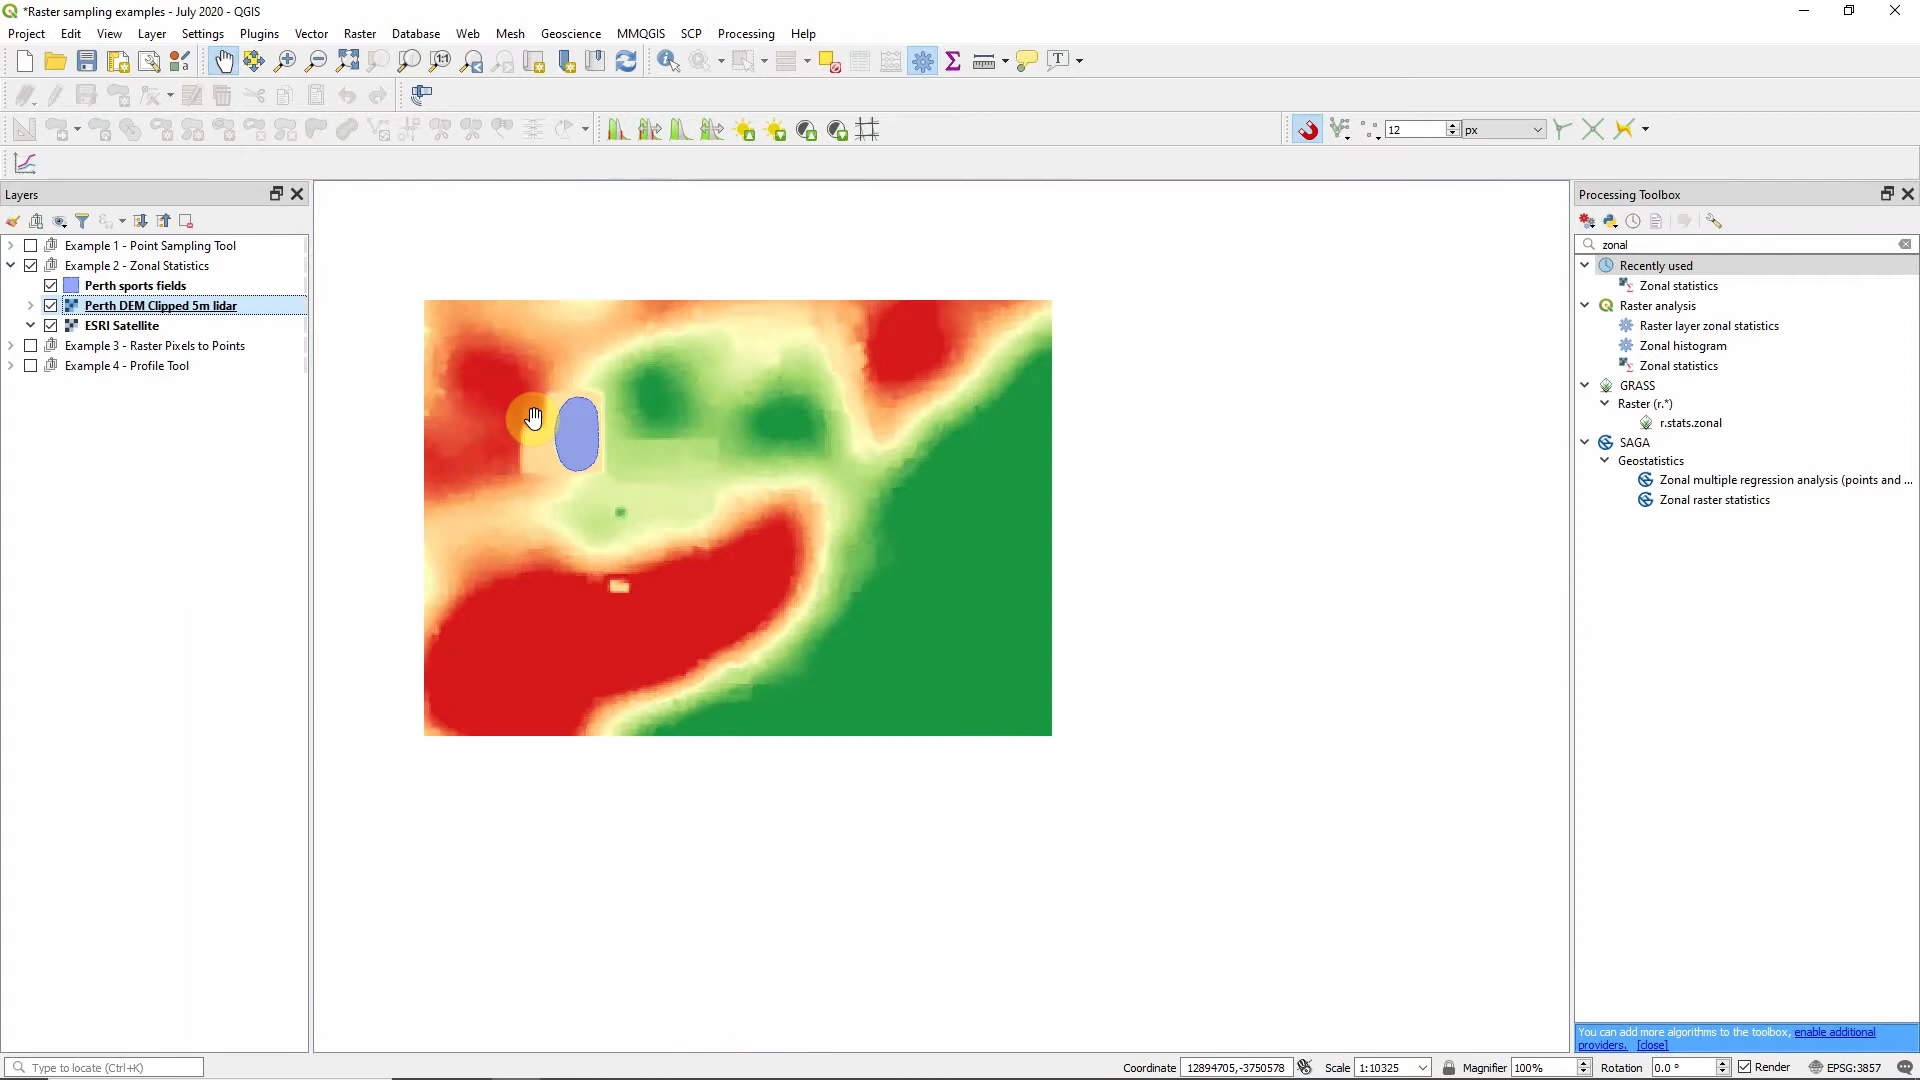 *Raster sampling examples - July 2020 - QGIS
Project Edit View Layer Settings Plugins Vector Raster Database Web Mesh Geoscience MMQGIS SCP Processing Help
12 px
Layers
Example 1 - Point Sampling Tool
Example 2 - Zonal Statistics
Perth sports fields
Perth DEM Clipped 5m lidar
ESRI Satellite
Example 3 - Raster Pixels to Points
Example 4 - Profile Tool
Processing Toolbox
zonal
Recently used
Zonal statistics
Raster analysis
Raster layer zonal statistics
Zonal histogram
Zonal statistics
GRASS
Raster (r.*)
r.stats.zonal
SAGA
Geostatistics
Zonal multiple regression analysis (points and ...
Zonal raster statistics
You can add more algorithms to the toolbox, enable additional
providers. [close]
Type to locate (Ctrl+K) Coordinate 12894705,-3750578 Scale 1:10325 Magnifier 100% Rotation 0.0 ° Render EPSG:3857